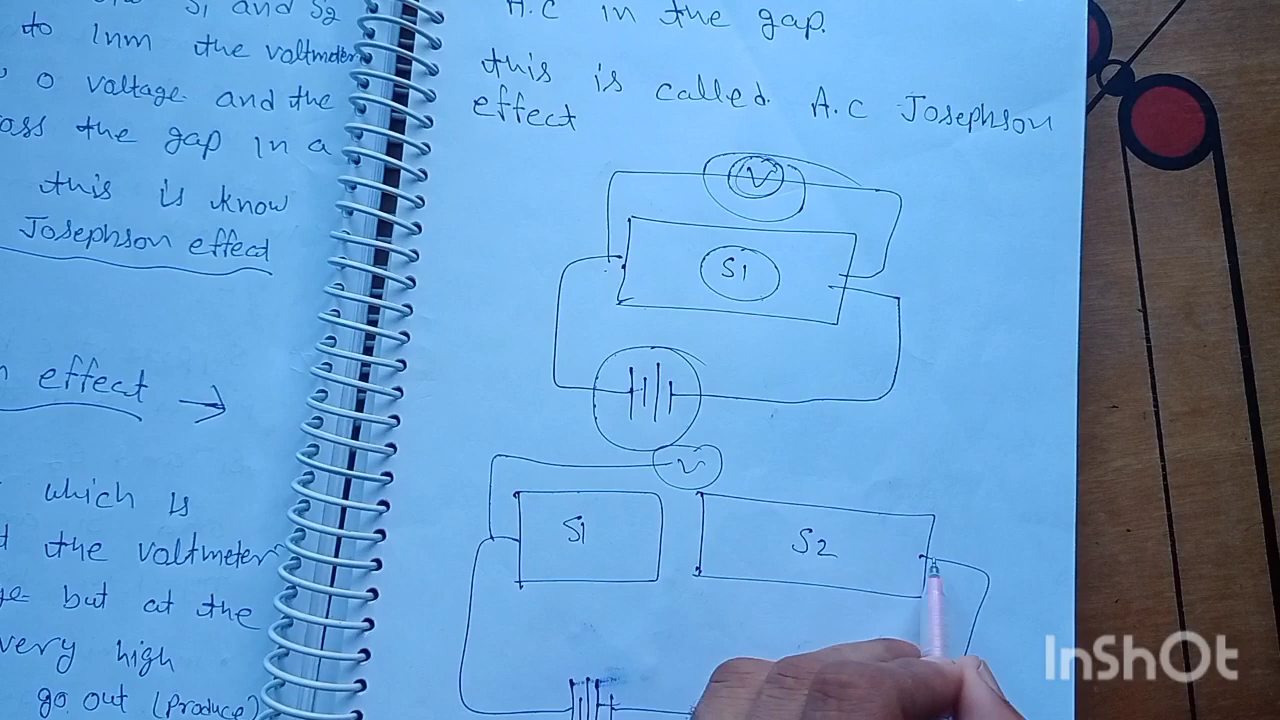 S1 and S2
to 1nm the voltmeter
0 voltage and the
the gap in a
this is know
Josephson effect
effect →
which is
the voltmeter
but at the
very high
go out (produce)
A.C in the gap.
this is called A.C Josephson
effect
V
S1
V
S1
S2
InShOt